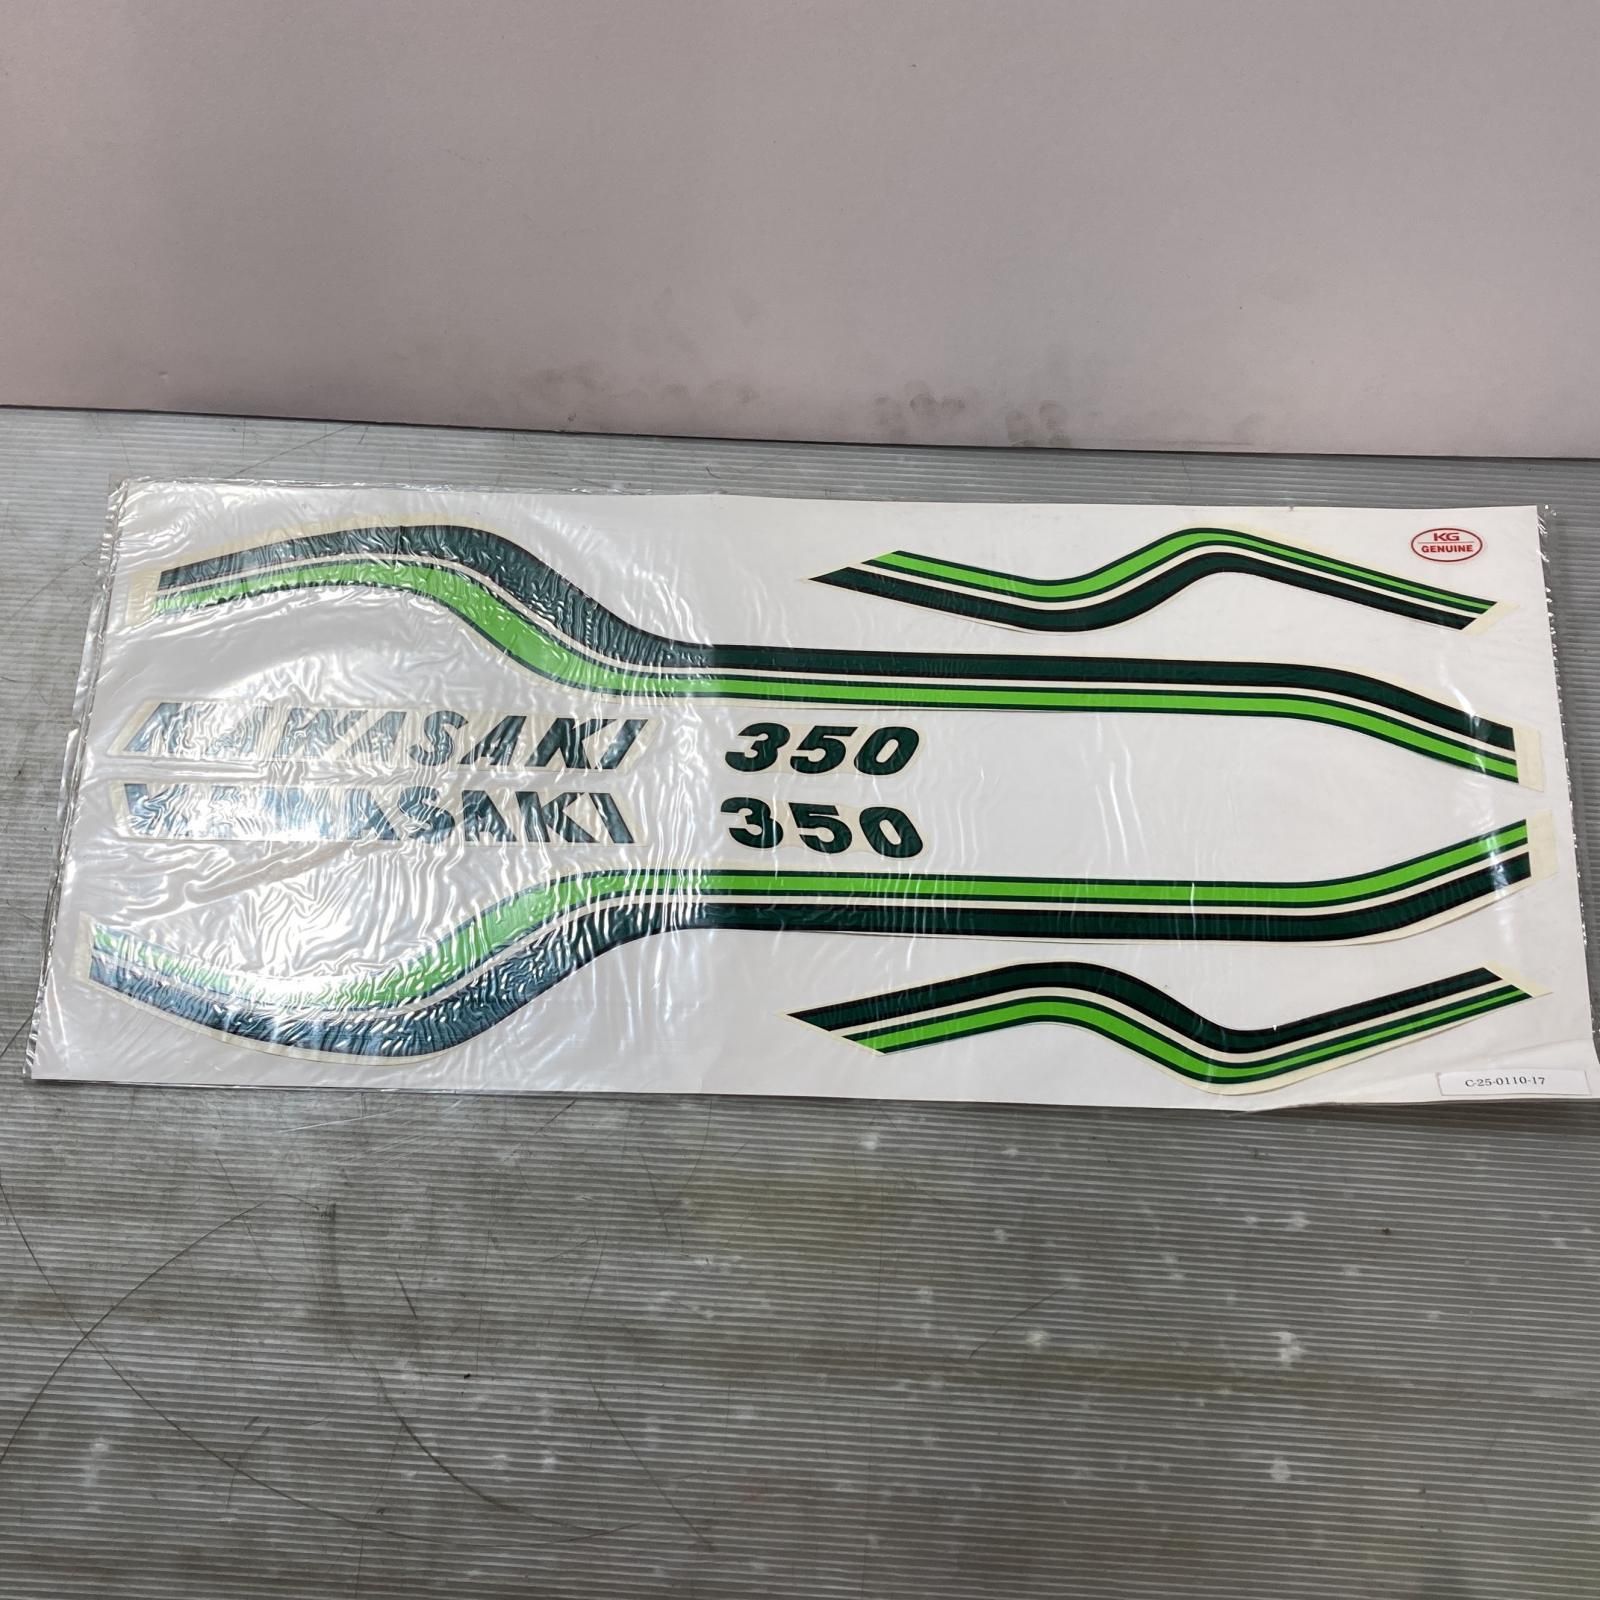 KG
GENUINE
KAWASAKI 350
KAWASAKI 350
C-25-0110-17